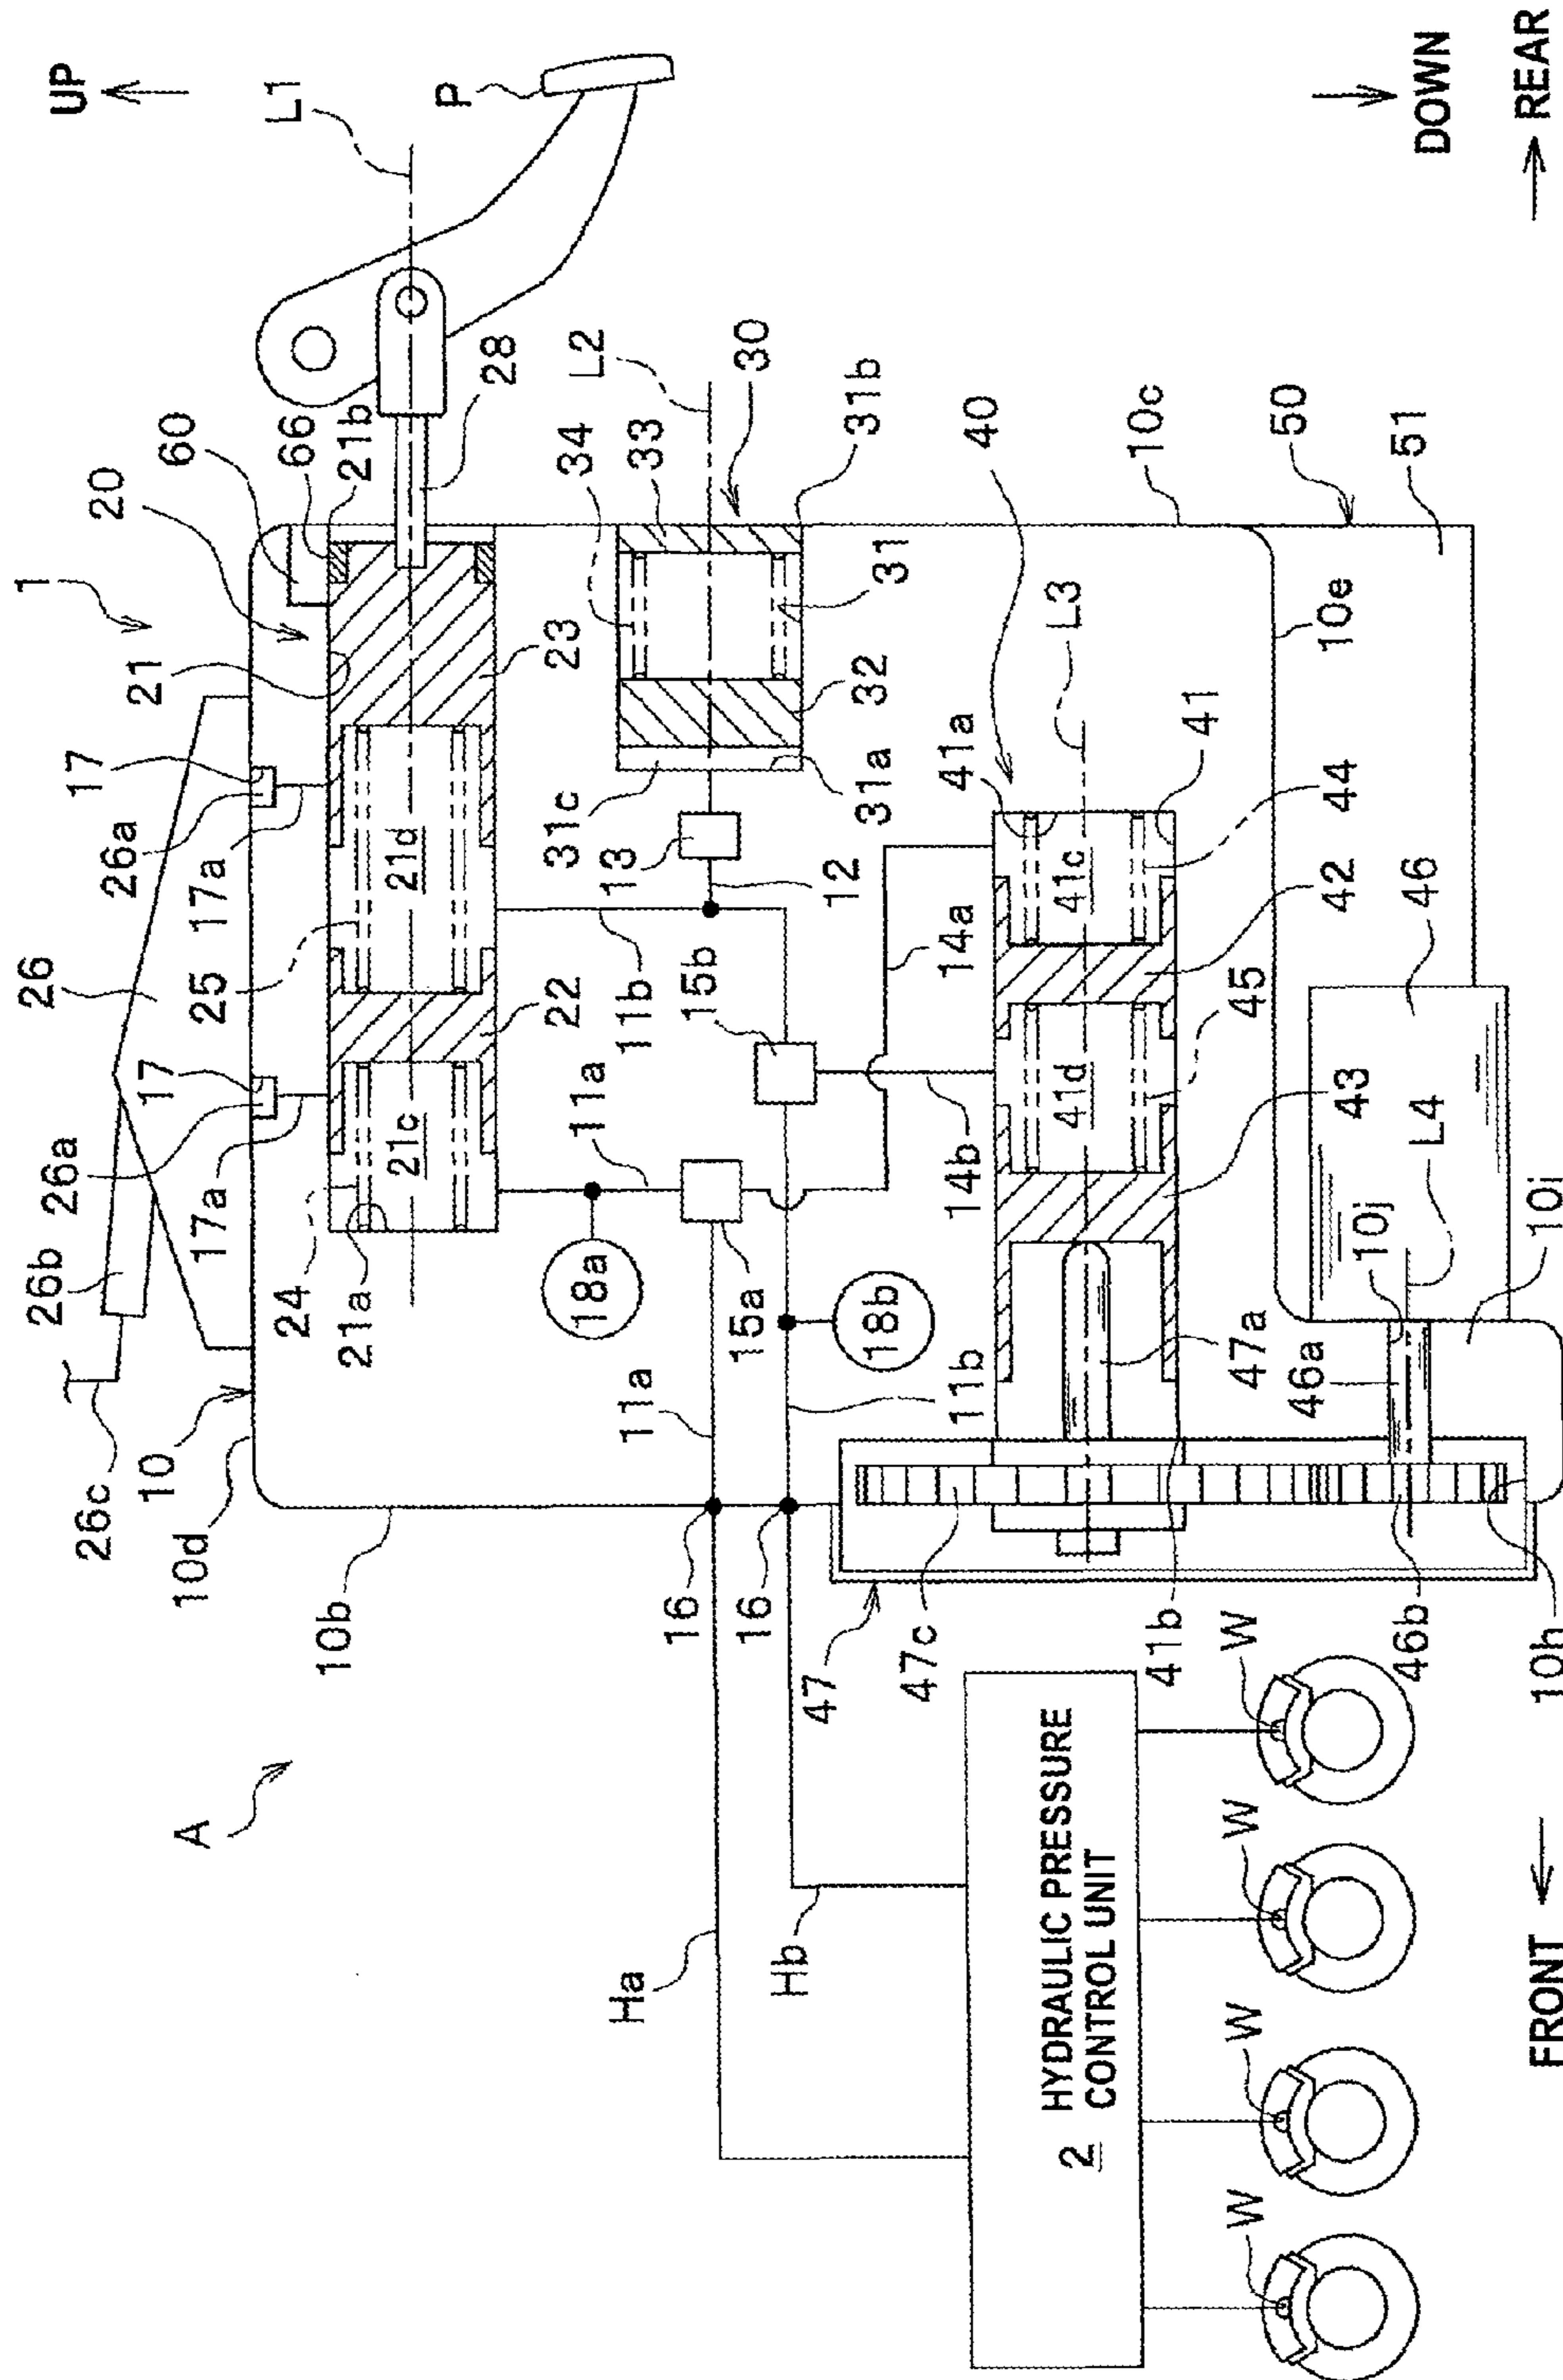 UP
1
26
26c
26b
26a
17a
17
25
17a
26a
17
21
20
60
66
21b
L1
P
10d
10
24
21a
21c
21d
22
23
28
10b
A
11a
18a
11a
11b
15b
12
13
31c
31a
32
31
34
33
L2
30
31b
16
16
11b
18b
15a
14b
14a
41a
40
L3
10c
Ha
Hb
47
47c
41b
47a
43
41d
45
42
41c
44
41
10e
50
51
2 HYDRAULIC PRESSURE
CONTROL UNIT
46b
46a
10j
L4
46
10i
10h
W
W
W
W
FRONT
DOWN
REAR